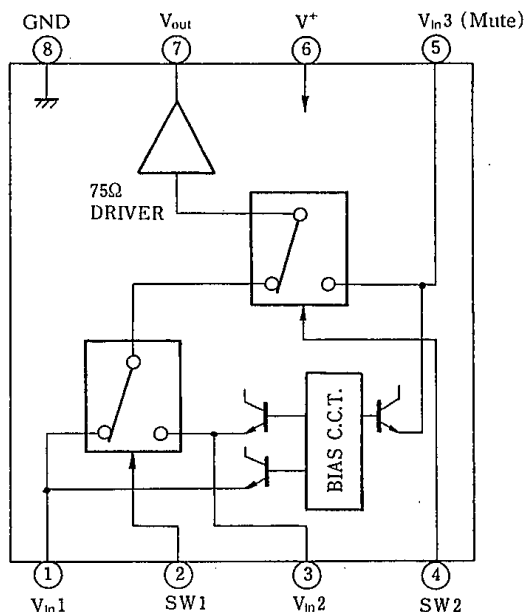 GND Vout V+ VIn3 (Mute)
8 7 6 5
75Ω
DRIVER
BIAS C.C.T.
1 2 3 4
VIn1 SW1 VIn2 SW2